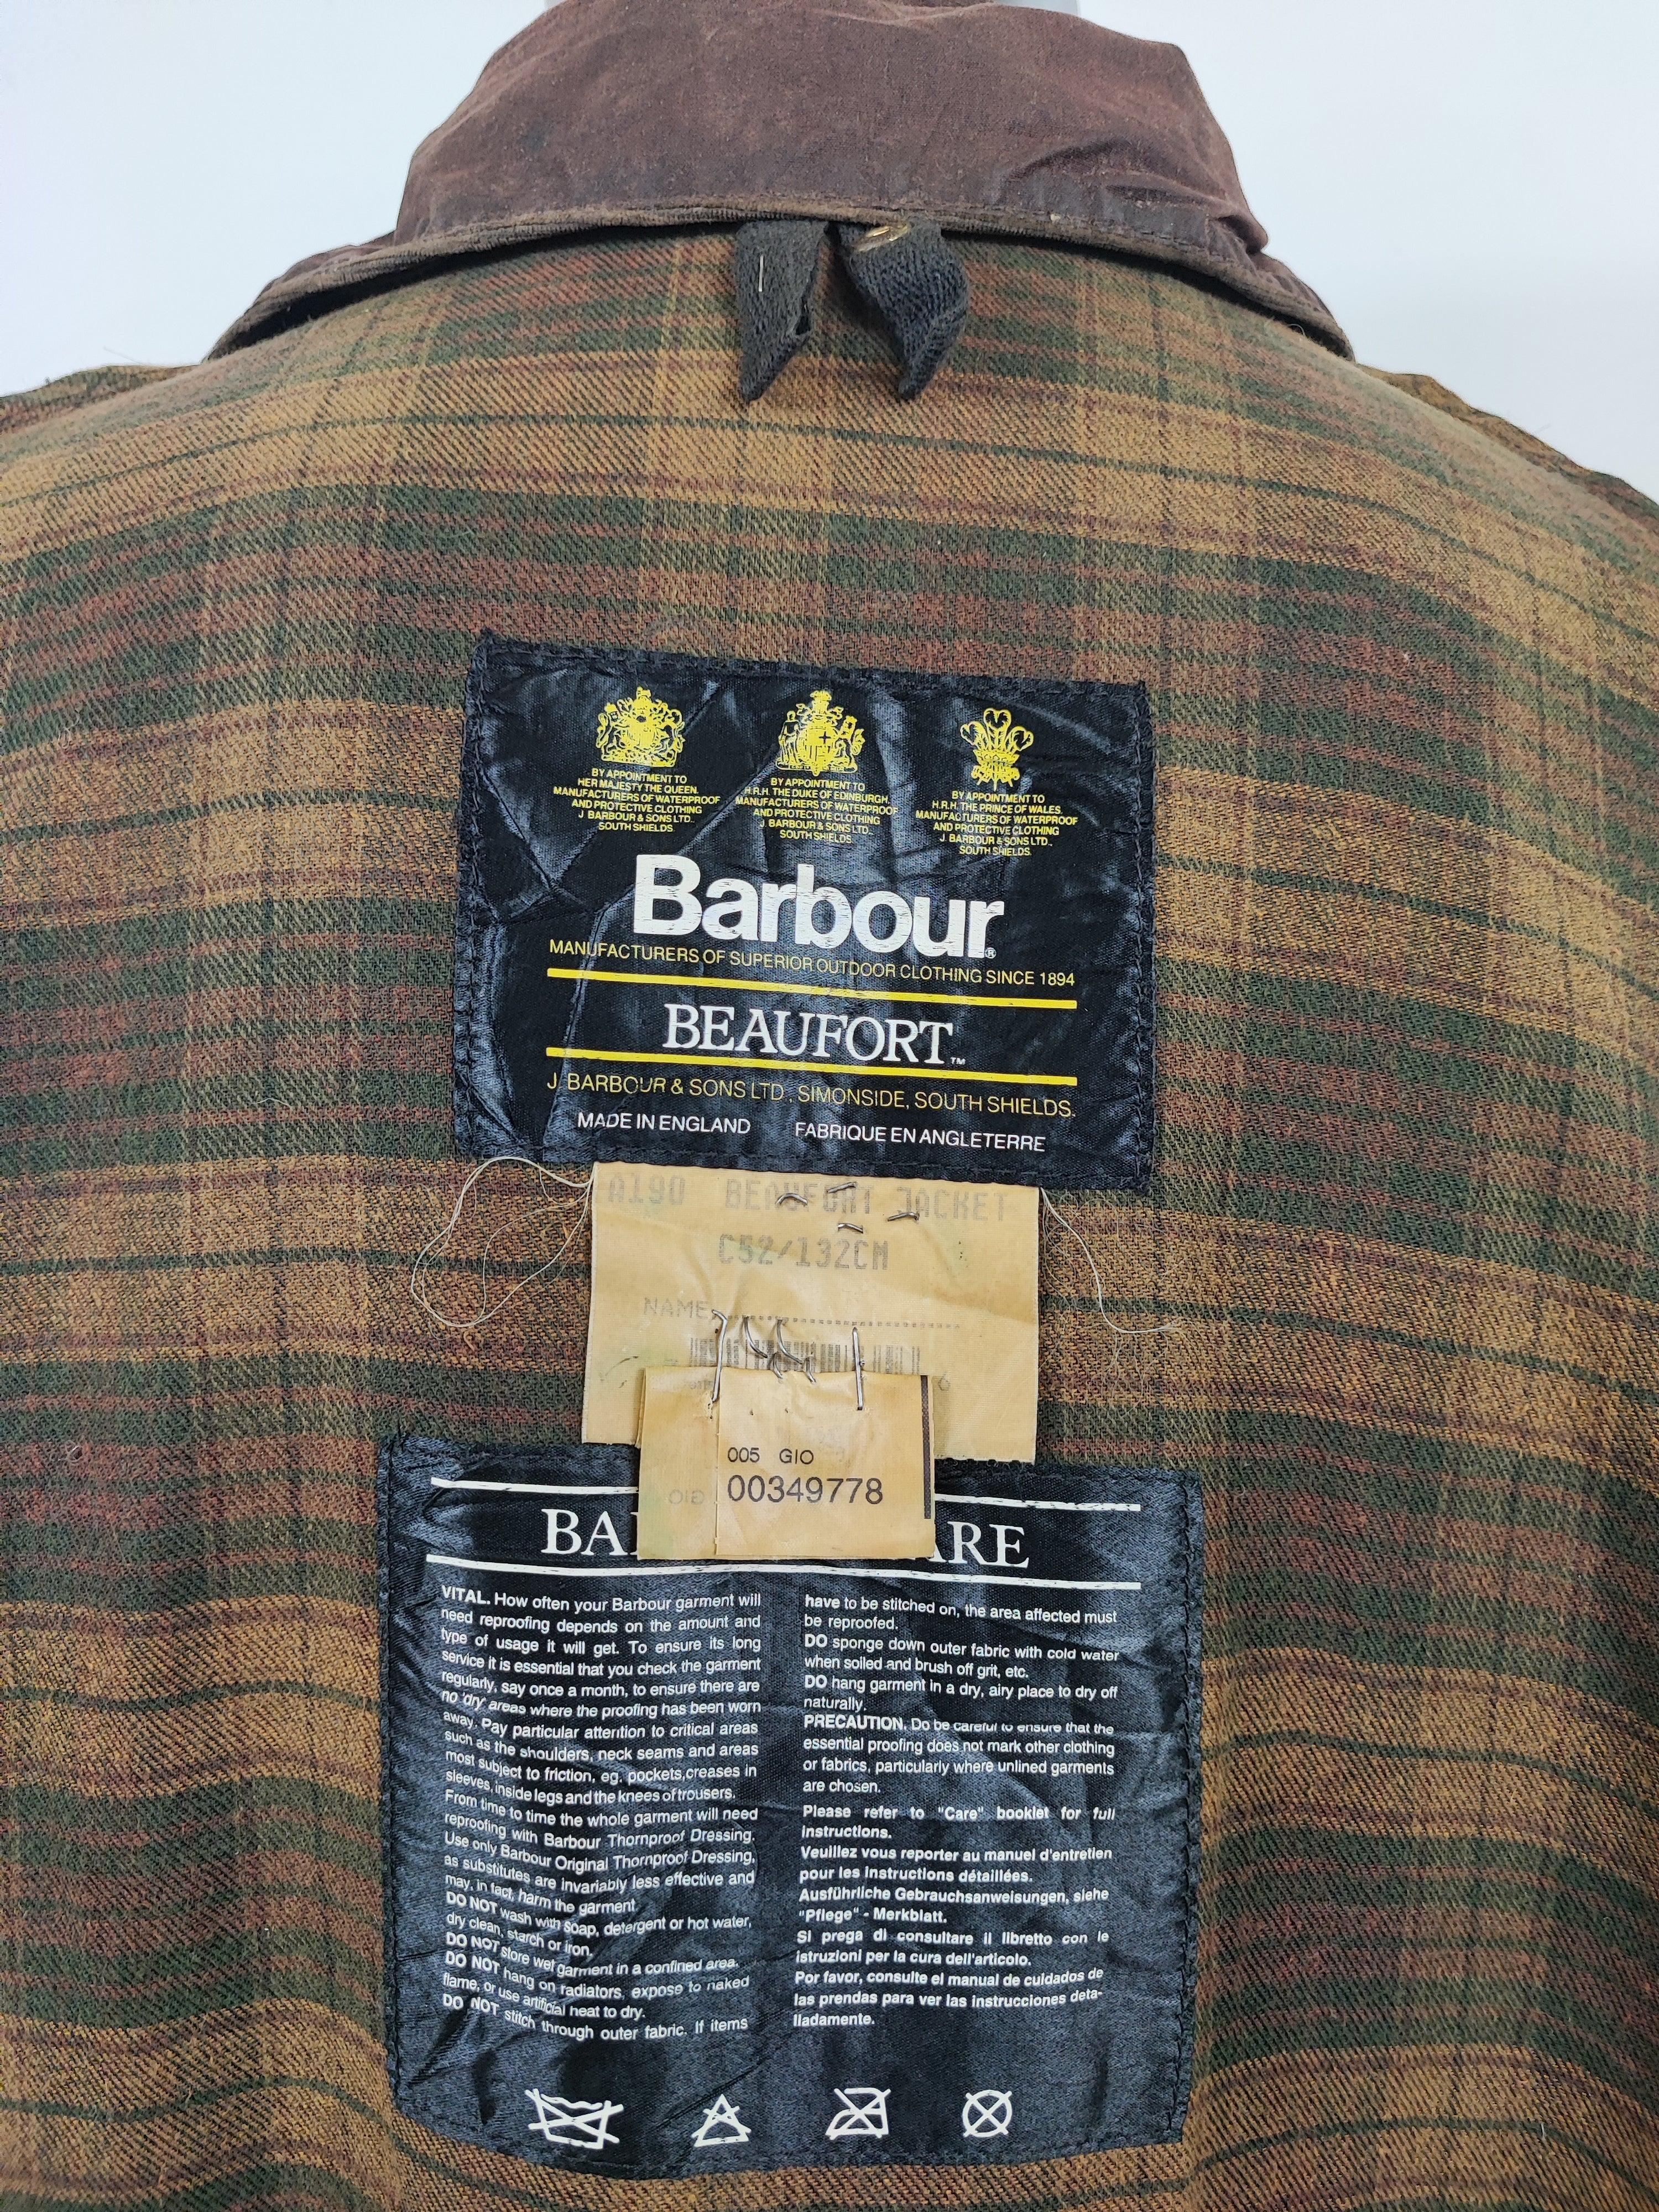 BY APPOINTMENT TO
HER MAJESTY THE QUEEN.
MANUFACTURERS OF WATERPROOF
AND PROTECTIVE CLOTHING
J. BARBOUR & SONS LTD.,
SOUTH SHIELDS.
BY APPOINTMENT TO
H.R.H. THE DUKE OF EDINBURGH.
MANUFACTURERS OF WATERPROOF
AND PROTECTIVE CLOTHING
J. BARBOUR & SONS LTD.,
SOUTH SHIELDS.
BY APPOINTMENT TO
H.R.H. THE PRINCE OF WALES.
MANUFACTURERS OF WATERPROOF
AND PROTECTIVE CLOTHING
J. BARBOUR & SONS LTD.,
SOUTH SHIELDS.
Barbour®
MANUFACTURERS OF SUPERIOR OUTDOOR CLOTHING SINCE 1894
BEAUFORT™
J. BARBOUR & SONS LTD., SIMONSIDE, SOUTH SHIELDS.
MADE IN ENGLAND FABRIQUE EN ANGLETERRE
A190 BEAUFORT JACKET
C52/132CM
NAME
6
005 GIO
00349778
BA RE
VITAL. How often your Barbour garment will
need reproofing depends on the amount and
type of usage it will get. To ensure its long
service it is essential that you check the garment
regularly, say once a month, to ensure there are
no 'dry' areas where the proofing has been worn
away. Pay particular attention to critical areas
such as the shoulders, neck seams and areas
most subject to friction, eg. pockets, creases in
sleeves, inside legs and the knees of trousers.
From time to time the whole garment will need
reproofing with Barbour Thornproof Dressing.
Use only Barbour Original Thornproof Dressing,
as substitutes are invariably less effective and
may, in fact, harm the garment
DO NOT wash with soap, detergent or hot water,
dry clean, starch or iron.
DO NOT store wet garment in a confined area.
DO NOT hang on radiators, expose to naked
flame, or use artificial heat to dry.
DO NOT stitch through outer fabric. If items
have to be stitched on, the area affected must
be reproofed.
DO sponge down outer fabric with cold water
when soiled and brush off grit, etc.
DO hang garment in a dry, airy place to dry off
naturally.
PRECAUTION. Do be careful to ensure that the
essential proofing does not mark other clothing
or fabrics, particularly where unlined garments
are chosen.
Please refer to "Care" booklet for full
instructions.
Veuillez vous reporter au manuel d'entretien
pour les instructions détaillées.
Ausführliche Gebrauchsanweisungen, siehe
"Pflege" - Merkblatt.
Si prega di consultare il libretto con le
istruzioni per la cura dell'articolo.
Por favor, consulte el manual de cuidados de
las prendas para ver las instrucciones deta-
lladamente.